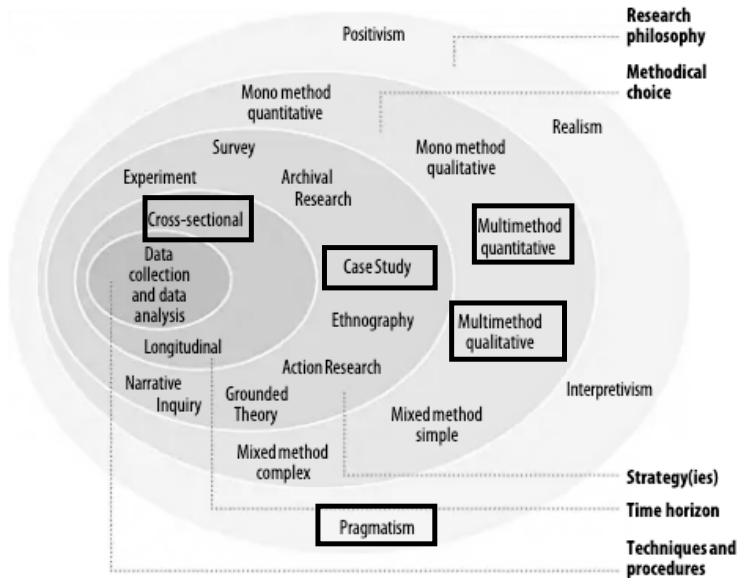 Research
philosophy
Positivism
Methodical
choice
Mono method
quantitative
Realism
Survey
Mono method
qualitative
Experiment
Archival
Research
Cross-sectional
Multimethod
quantitative
Data
collection
and data
analysis
Case Study
Ethnography
Multimethod
qualitative
Longitudinal
Action Research
Narrative
Inquiry
Grounded
Theory
Interpretivism
Mixed method
simple
Mixed method
complex
Strategy(ies)
Time horizon
Pragmatism
Techniques and
procedures